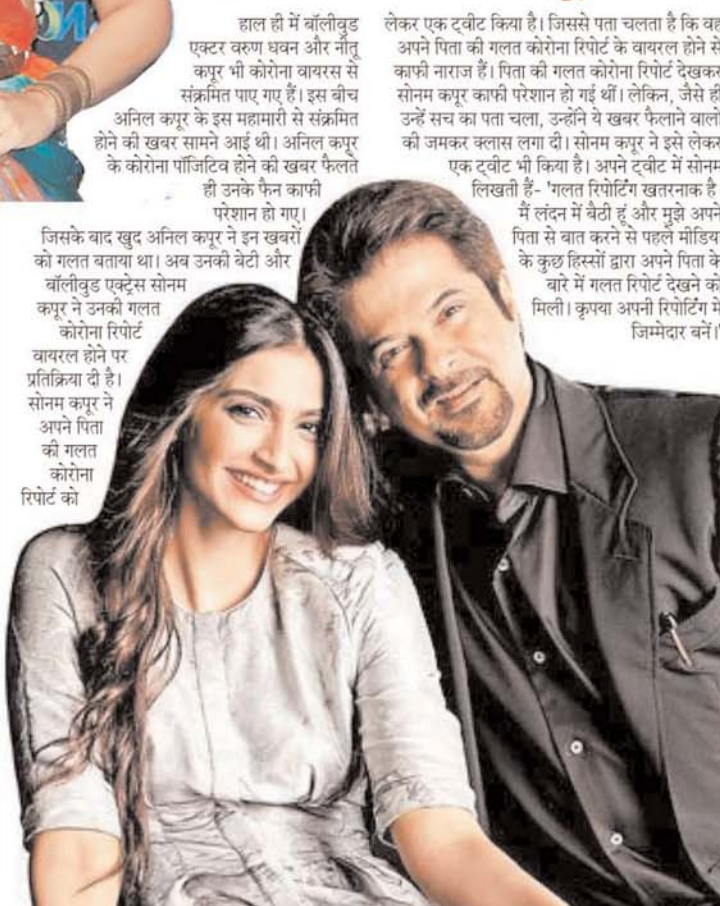 हाल ही में बॉलीवुड
एक्टर वरुण धवन और नीतू
कपूर भी कोरोना वायरस से
संक्रमित पाए गए हैं। इस बीच
अनिल कपूर के इस महामारी से संक्रमित
होने की खबर सामने आई थी। अनिल कपूर
के कोरोना पॉजिटिव होने की खबर फैलते
ही उनके फैन काफी
परेशान हो गए।
जिसके बाद खुद अनिल कपूर ने इन खबरों
को गलत बताया था। अब उनकी बेटी और
बॉलीवुड एक्ट्रेस सोनम
कपूर ने उनकी गलत
कोरोना रिपोर्ट
वायरल होने पर
प्रतिक्रिया दी है।
सोनम कपूर ने
अपने पिता
की गलत
कोरोना
रिपोर्ट को
लेकर एक ट्वीट किया है। जिससे पता चलता है कि वह
अपने पिता की गलत कोरोना रिपोर्ट के वायरल होने से
काफी नाराज हैं। पिता की गलत कोरोना रिपोर्ट देखकर
सोनम कपूर काफी परेशान हो गई थीं। लेकिन, जैसे ही
उन्हें सच का पता चला, उन्होंने ये खबर फैलाने वालों
की जमकर क्लास लगा दी। सोनम कपूर ने इसे लेकर
एक ट्वीट भी किया है। अपने ट्वीट में सोनम
लिखती हैं- 'गलत रिपोर्टिंग खतरनाक है
मैं लंदन में बैठी हूं और मुझे अपने
पिता से बात करने से पहले मीडिया
के कुछ हिस्सों द्वारा अपने पिता के
बारे में गलत रिपोर्ट देखने को
मिली। कृपया अपनी रिपोर्टिंग में
जिम्मेदार बनें।'